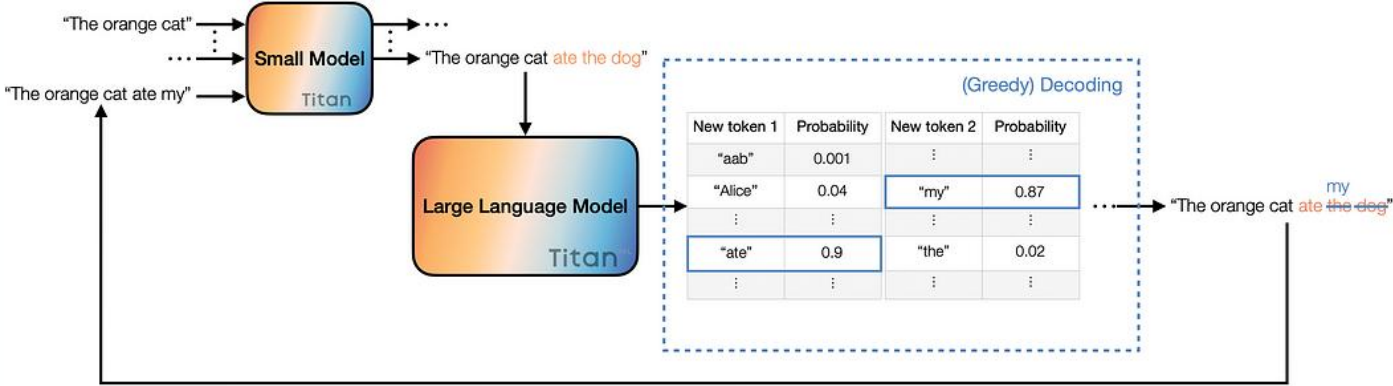 “The orange cat”
“The orange cat ate my”
Small Model
Titan
“The orange cat ate the dog”
Large Language Model
Titan
(Greedy) Decoding
New token 1 Probability New token 2 Probability
“aab” 0.001 ⋮ ⋮
“Alice” 0.04 “my” 0.87
⋮ ⋮ ⋮ ⋮
“ate” 0.9 “the” 0.02
⋮ ⋮ ⋮ ⋮
my
“The orange cat ate the dog”